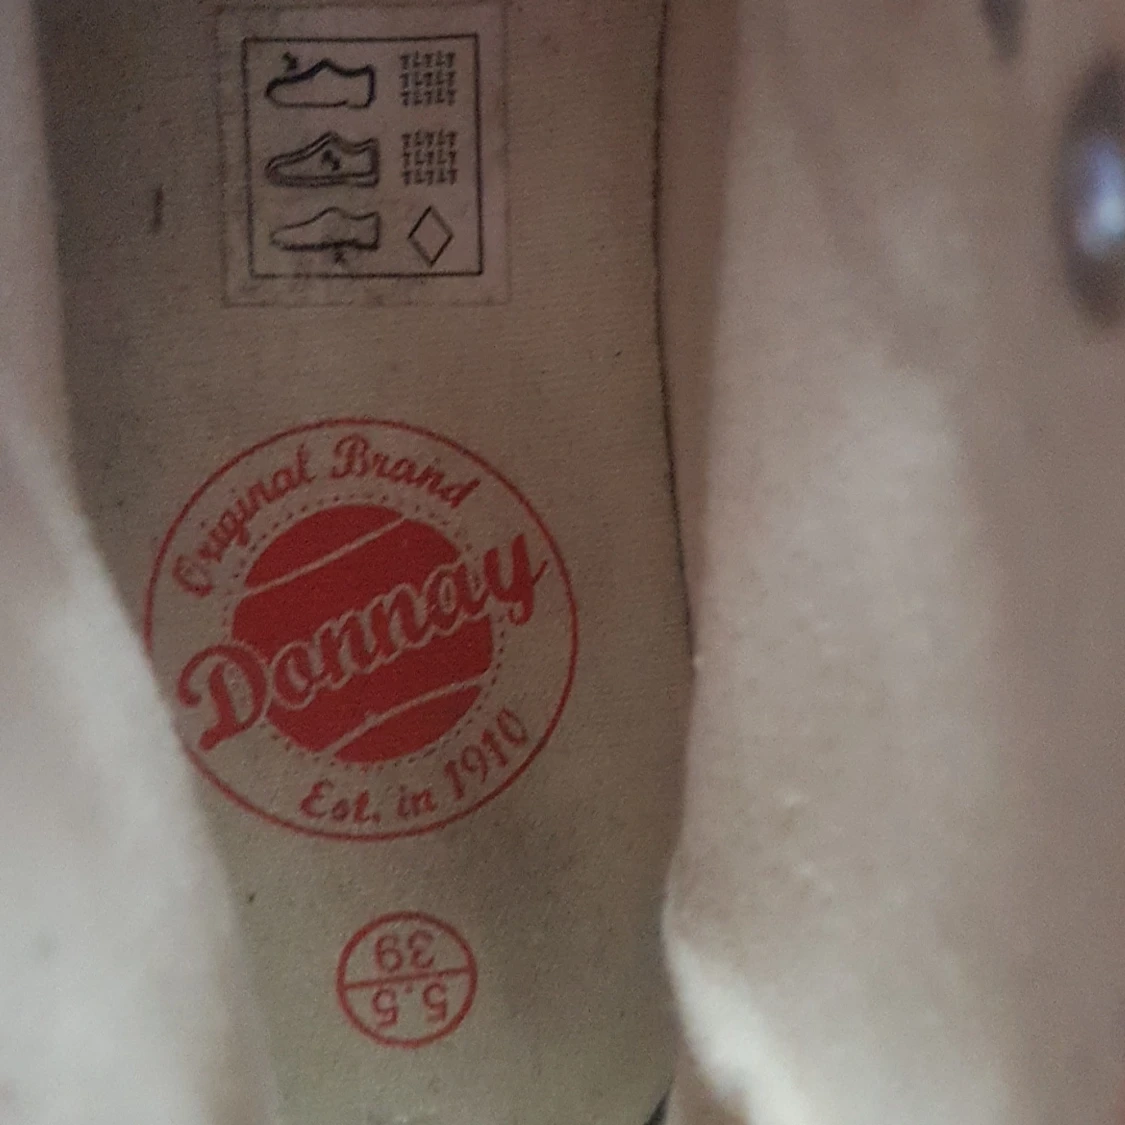 Original Brand
Donnay
Est. in 1910
5.5
39